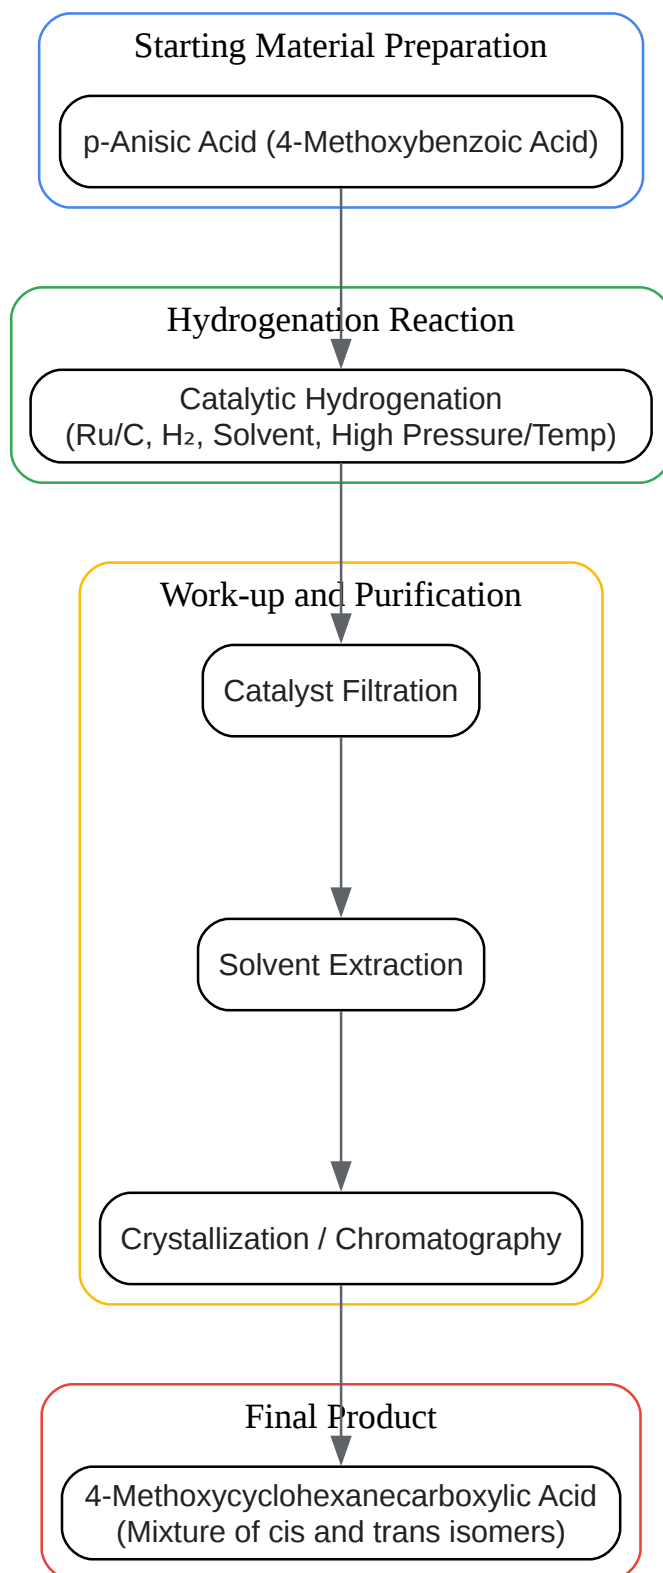 Starting Material Preparation
p-Anisic Acid (4-Methoxybenzoic Acid)
Hydrogenation Reaction
Catalytic Hydrogenation
(Ru/C, H₂, Solvent, High Pressure/Temp)
Work-up and Purification
Catalyst Filtration
Solvent Extraction
Crystallization / Chromatography
Final Product
4-Methoxycyclohexanecarboxylic Acid
(Mixture of cis and trans isomers)